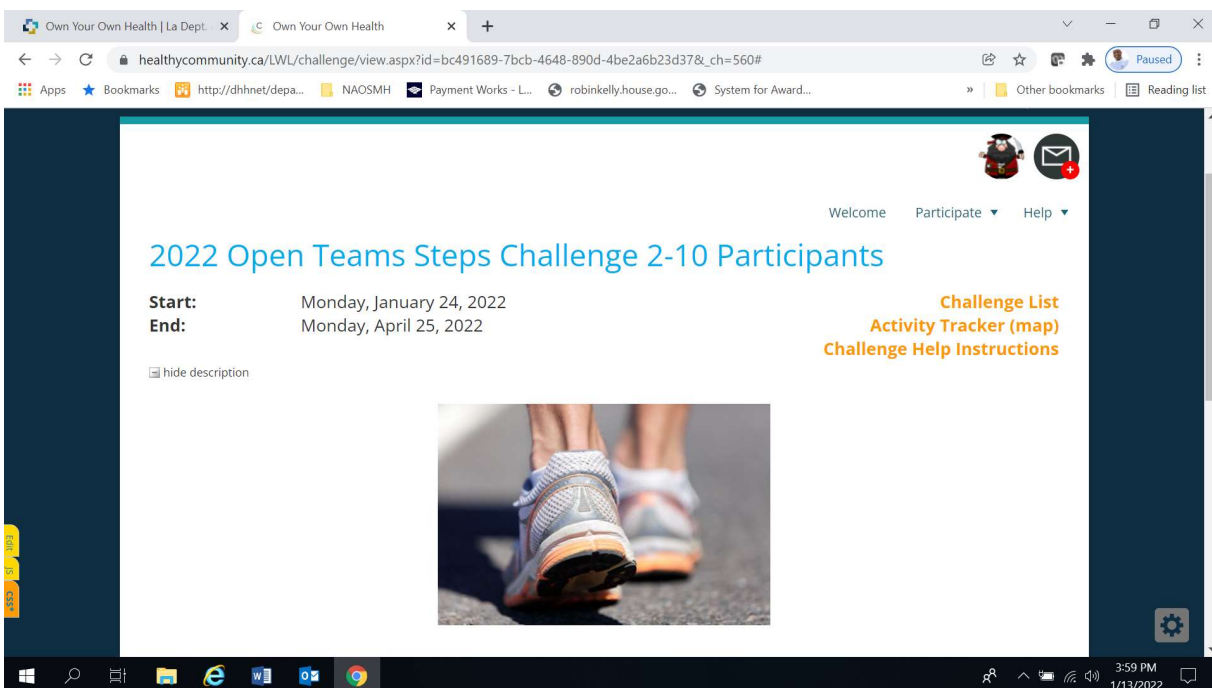 Own Your Own Health | La Dept.
Own Your Own Health
healthycommunity.ca/LWL/challenge/view.aspx?id=bc491689-7bcb-4648-890d-4be2a6b23d37&_ch=560#
Paused
Apps Bookmarks http://dhhnet/depa... NAOSMH Payment Works - L... robinkelly.house.go... System for Award... » Other bookmarks Reading list
Welcome Participate ▼ Help ▼
2022 Open Teams Steps Challenge 2-10 Participants
Start: Monday, January 24, 2022
End: Monday, April 25, 2022
Challenge List
Activity Tracker (map)
Challenge Help Instructions
hide description
Edit
JS
CSS*
3:59 PM
1/13/2022